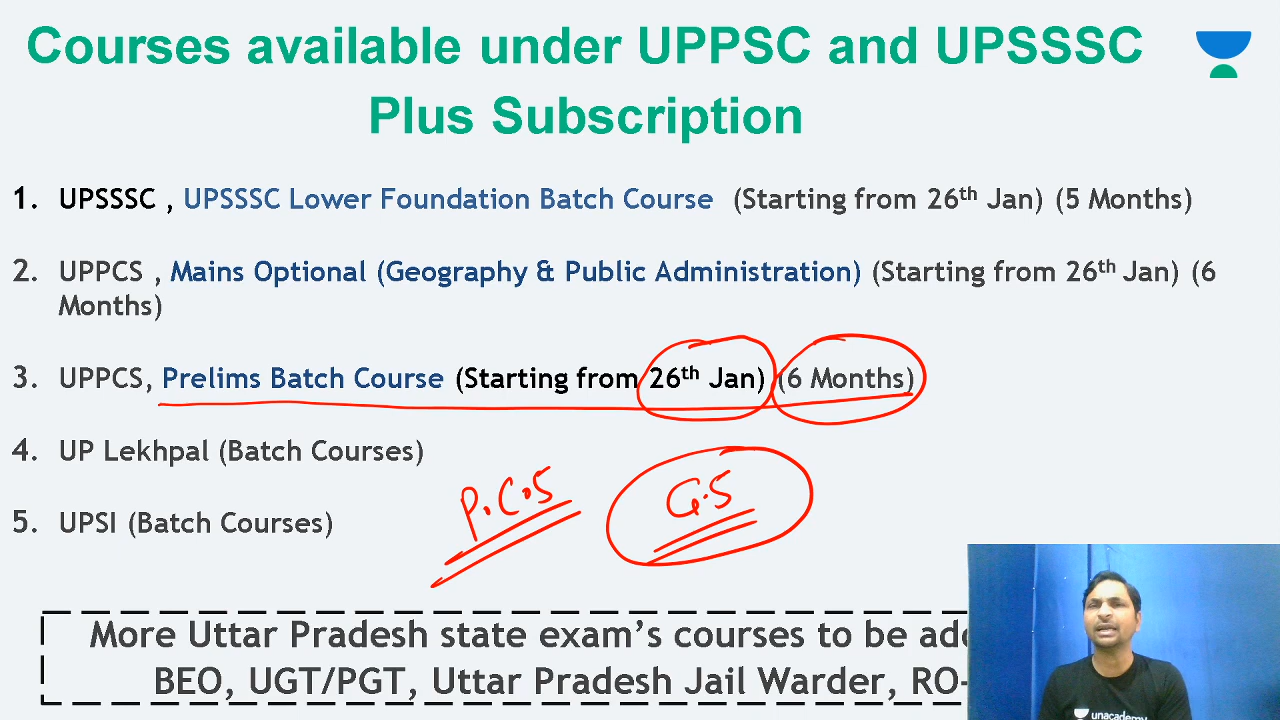 Courses available under UPPSC and UPSSSC
Plus Subscription
1. UPSSSC , UPSSSC Lower Foundation Batch Course (Starting from 26th Jan) (5 Months)
2. UPPCS , Mains Optional (Geography & Public Administration) (Starting from 26th Jan) (6
Months)
3. UPPCS, Prelims Batch Course (Starting from 26th Jan) (6 Months)
4. UP Lekhpal (Batch Courses)
P.C.S
G.S
5. UPSI (Batch Courses)
More Uttar Pradesh state exam's courses to be
BEO, UGT/PGT, Uttar Pradesh Jail Warder, RO-
unacademy